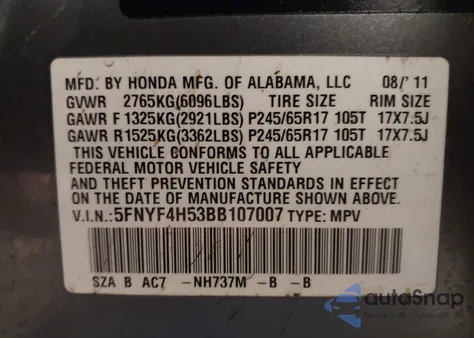 MFD. BY HONDA MFG. OF ALABAMA, LLC 08/'11
GVWR 2765KG(6096LBS) TIRE SIZE RIM SIZE
GAWR F 1325KG(2921LBS) P245/65R17 105T 17X7.5J
GAWR R1525KG(3362LBS) P245/65R17 105T 17X7.5J
THIS VEHICLE CONFORMS TO ALL APPLICABLE
FEDERAL MOTOR VEHICLE SAFETY
AND THEFT PREVENTION STANDARDS IN EFFECT
ON THE DATE OF MANUFACTURE SHOWN ABOVE.
V.I.N.: 5FNYF4H53BB107007 TYPE: MPV
SZA B AC7 -NH737M -B -B
autoSnap